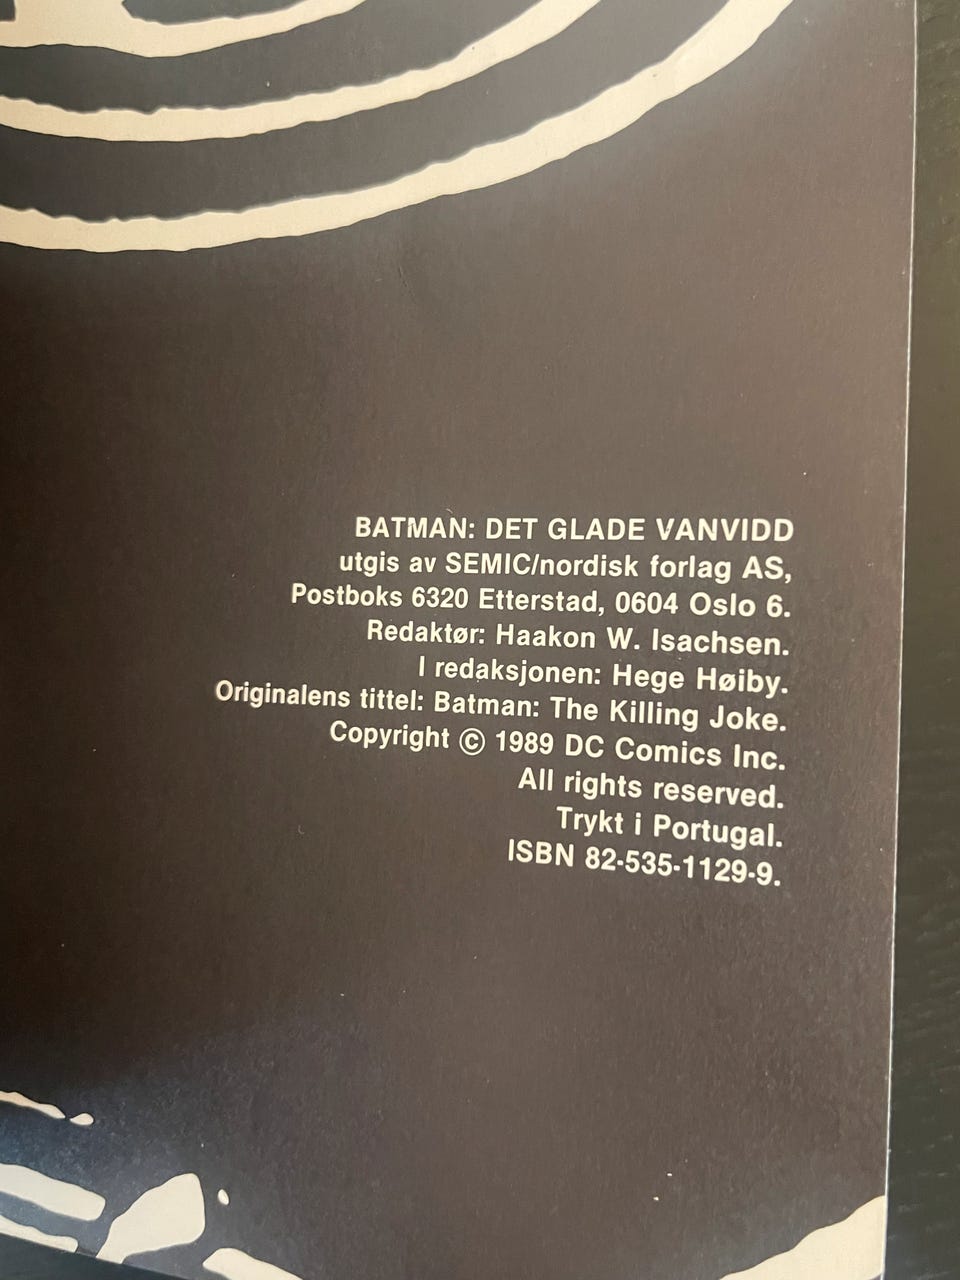 BATMAN: DET GLADE VANVIDD
utgis av SEMIC/nordisk forlag AS,
Postboks 6320 Etterstad, 0604 Oslo 6.
Redaktør: Haakon W. Isachsen.
I redaksjonen: Hege Høiby.
Originalens tittel: Batman: The Killing Joke.
Copyright © 1989 DC Comics Inc.
All rights reserved.
Trykt i Portugal.
ISBN 82-535-1129-9.